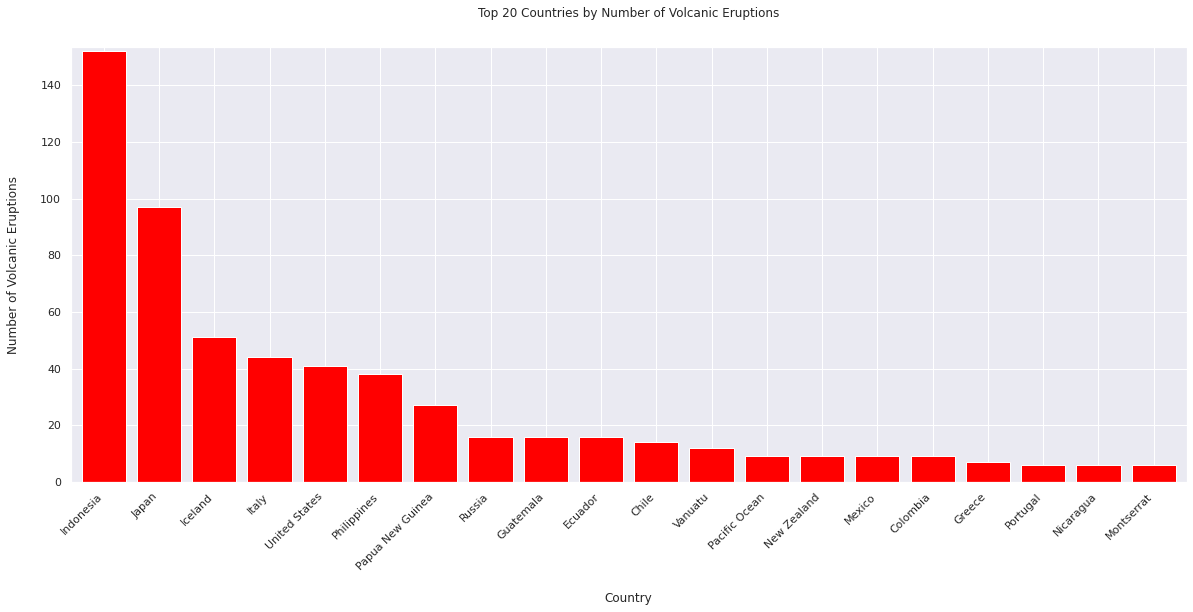 Top 20 Countries by Number of Volcanic Eruptions
Number of Volcanic Eruptions
140
120
100
80
60
40
20
0
Indonesia
Japan
Iceland
Italy
United States
Philippines
Papua New Guinea
Russia
Guatemala
Ecuador
Chile
Vanuatu
Pacific Ocean
New Zealand
Mexico
Colombia
Greece
Portugal
Nicaragua
Montserrat
Country